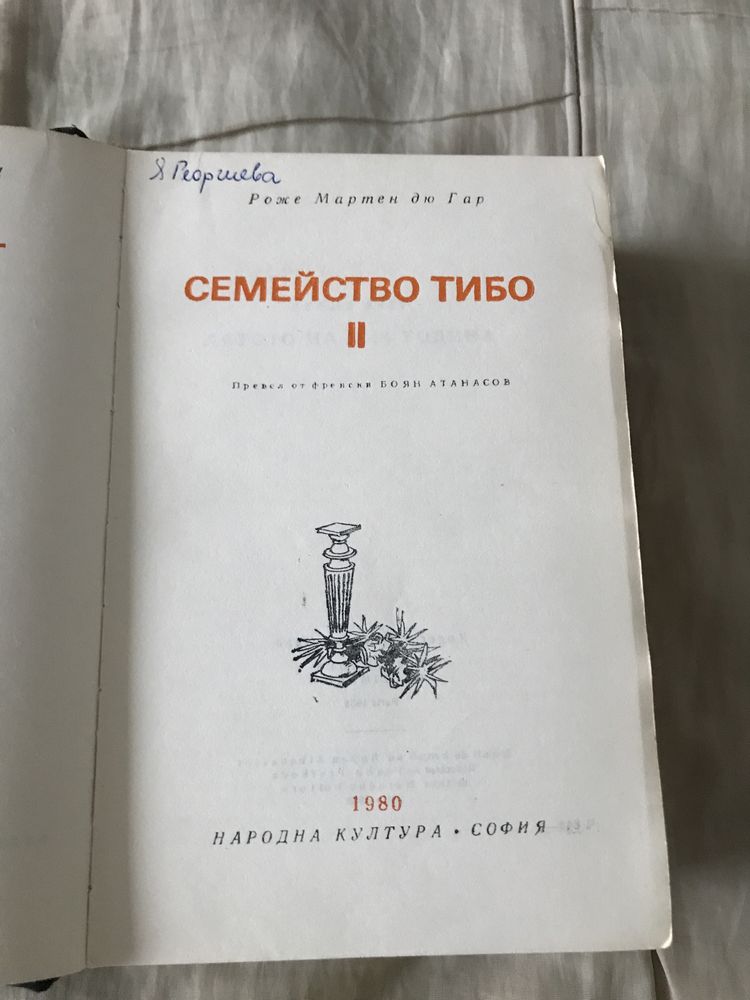 Я Георгиева
Роже Мартен дю Гар
СЕМЕЙСТВО ТИБО
II
Превел от френски БОЯН АТАНАСОВ
1980
НАРОДНА КУЛТУРА • СОФИЯ